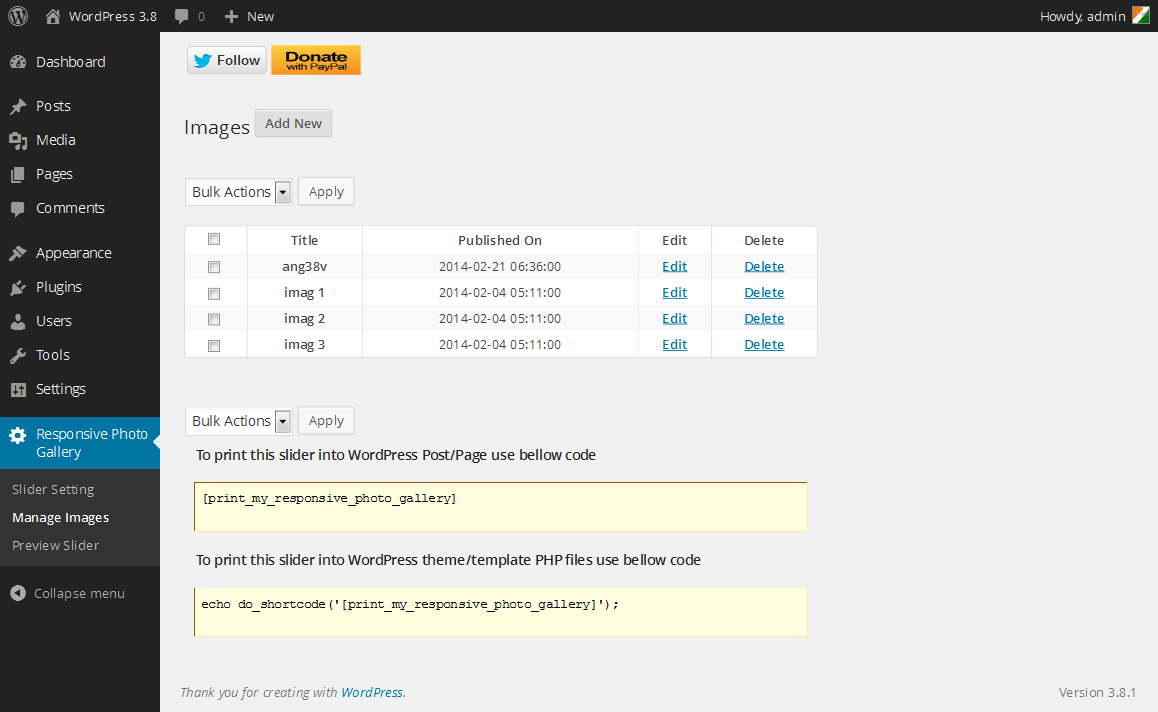 WordPress 3.8 0 New Howdy, admin
Dashboard
Posts
Media
Pages
Comments
Appearance
Plugins
Users
Tools
Settings
Responsive Photo
Gallery
Slider Setting
Manage Images
Preview Slider
Collapse menu
Follow
Donate
with PayPal
Images Add New
Bulk Actions Apply
Title Published On Edit Delete
ang38v 2014-02-21 06:36:00 Edit Delete
imag 1 2014-02-04 05:11:00 Edit Delete
imag 2 2014-02-04 05:11:00 Edit Delete
imag 3 2014-02-04 05:11:00 Edit Delete
Bulk Actions Apply
To print this slider into WordPress Post/Page use bellow code
[print_my_responsive_photo_gallery]
To print this slider into WordPress theme/template PHP files use bellow code
echo do_shortcode('[print_my_responsive_photo_gallery]');
Thank you for creating with WordPress. Version 3.8.1